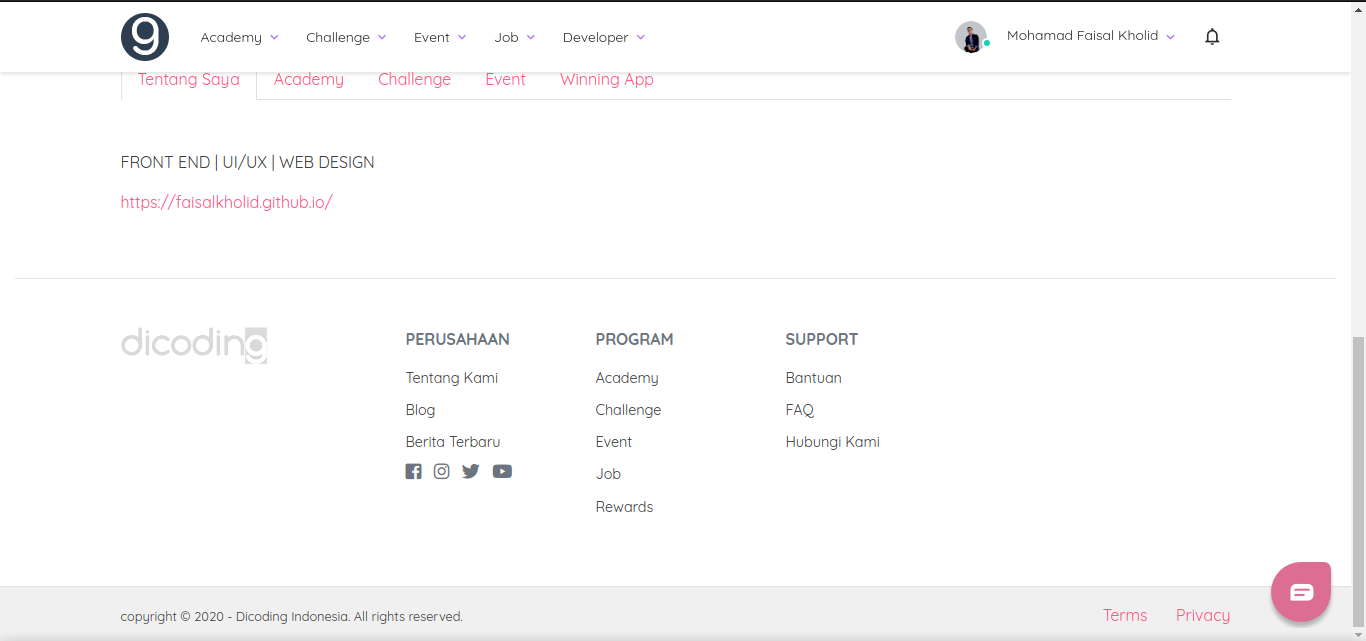 g Academy Challenge Event Job Developer Mohamad Faisal Kholid
Tentang Saya Academy Challenge Event Winning App
FRONT END | UI/UX | WEB DESIGN
https://faisalkholid.github.io/
dicoding
PERUSAHAAN
Tentang Kami
Blog
Berita Terbaru
PROGRAM
Academy
Challenge
Event
Job
Rewards
SUPPORT
Bantuan
FAQ
Hubungi Kami
copyright © 2020 - Dicoding Indonesia. All rights reserved.
Terms Privacy